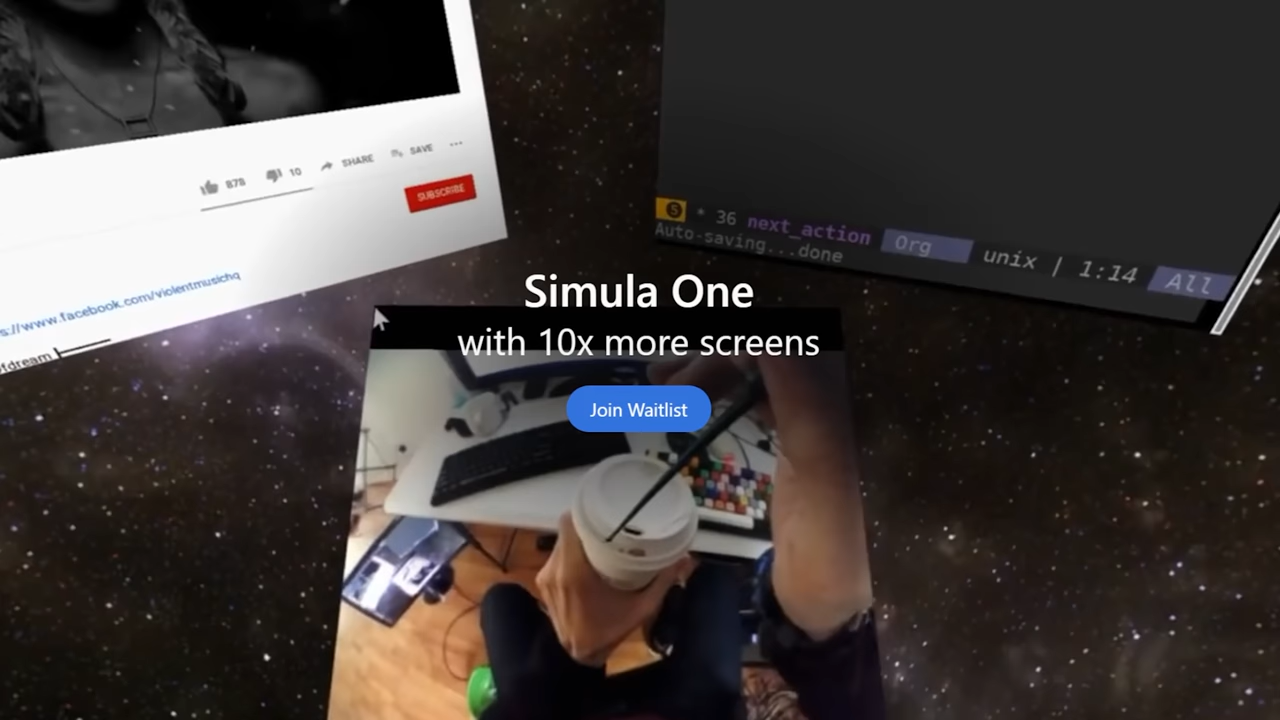 878
10
SHARE
SAVE
SUBSCRIBE
s://www.facebook.com/violentmusichq
ofdream
5 * 36 next_action Org unix | 1:14 All
Auto-saving...done
Simula One
with 10x more screens
Join Waitlist